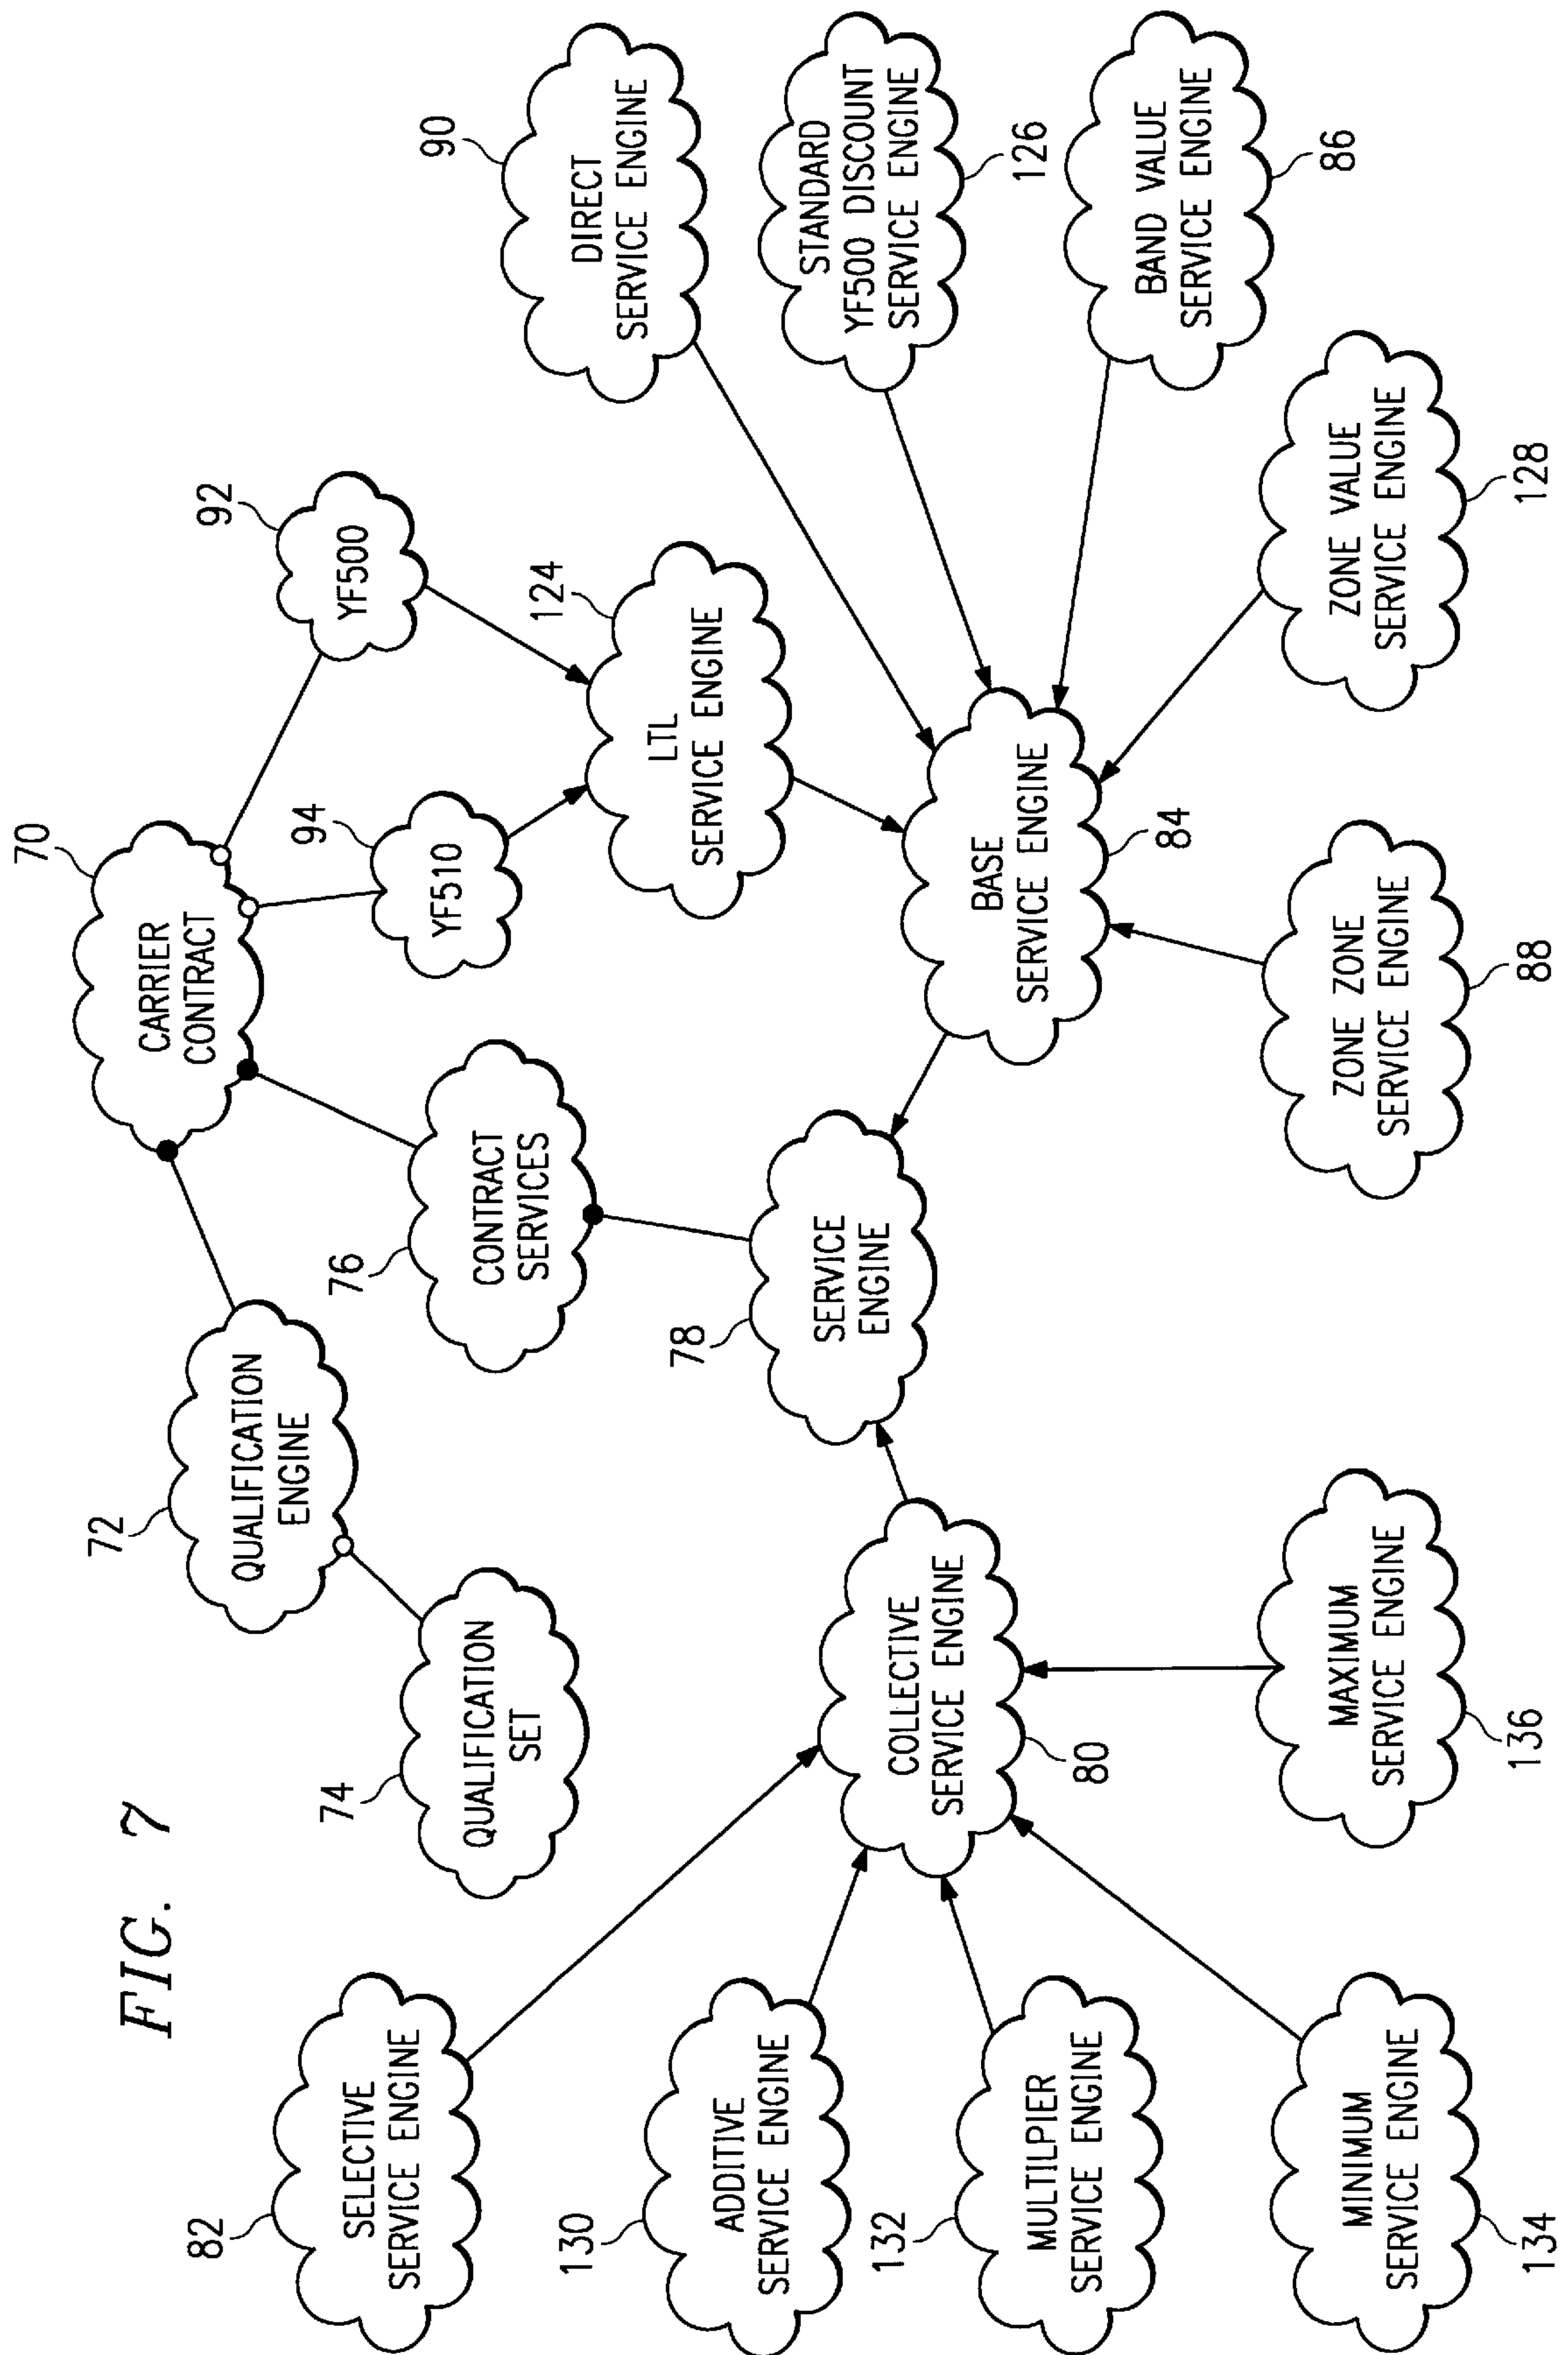 FIG. 7
70
CARRIER
CONTRACT
72
QUALIFICATION
ENGINE
74
QUALIFICATION
SET
76
CONTRACT
SERVICES
94
YF510
92
YF500
90
DIRECT
SERVICE ENGINE
82
SELECTIVE
SERVICE ENGINE
78
SERVICE
ENGINE
124
LTL
SERVICE ENGINE
STANDARD
YF500 DISCOUNT
SERVICE ENGINE
126
130
ADDITIVE
SERVICE ENGINE
COLLECTIVE
SERVICE ENGINE
80
BASE
SERVICE ENGINE
84
BAND VALUE
SERVICE ENGINE
86
132
MULTILPIER
SERVICE ENGINE
MINIMUM
SERVICE ENGINE
134
MAXIMUM
SERVICE ENGINE
136
ZONE ZONE
SERVICE ENGINE
88
ZONE VALUE
SERVICE ENGINE
128